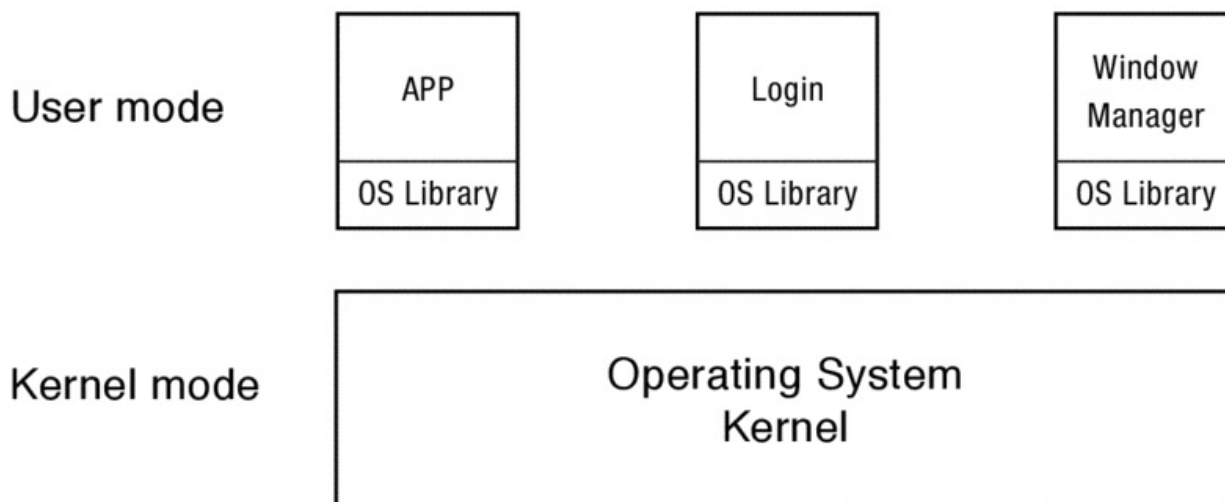 User mode
APP
OS Library
Login
OS Library
Window
Manager
OS Library
Kernel mode
Operating System
Kernel